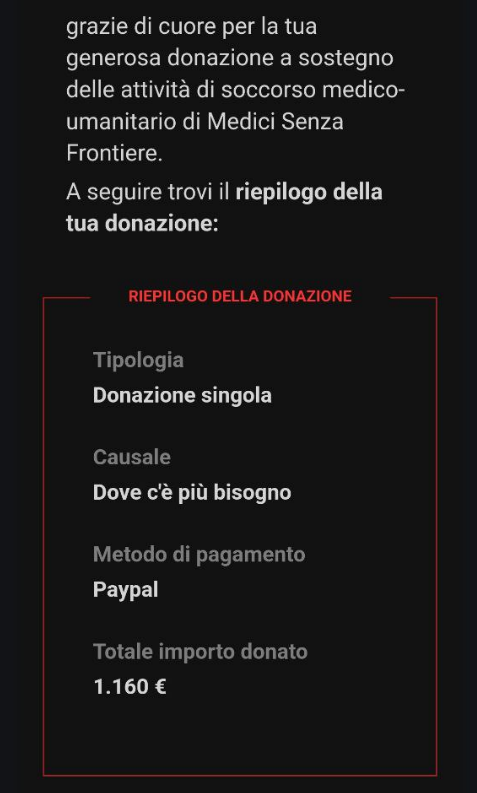 grazie di cuore per la tua
generosa donazione a sostegno
delle attività di soccorso medico-
umanitario di Medici Senza
Frontiere.
A seguire trovi il riepilogo della
tua donazione:
RIEPILOGO DELLA DONAZIONE
Tipologia
Donazione singola
Causale
Dove c'è più bisogno
Metodo di pagamento
Paypal
Totale importo donato
1.160 €